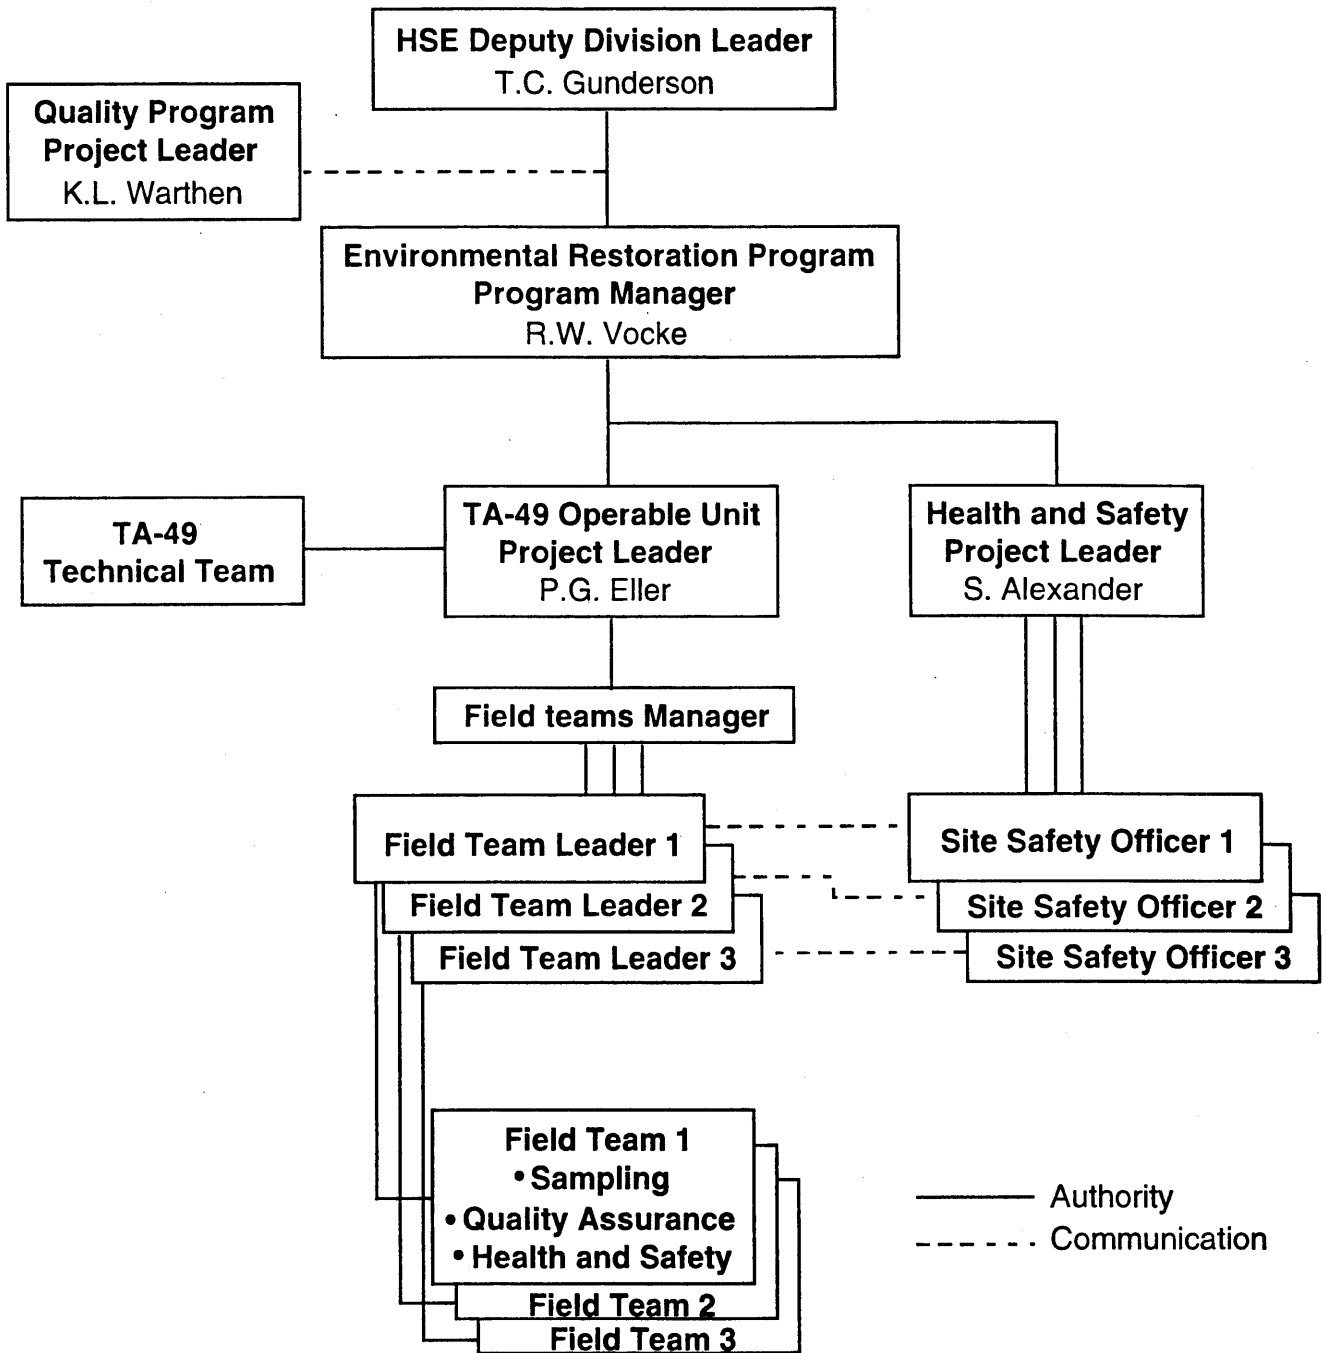 HSE Deputy Division Leader
T.C. Gunderson
Quality Program
Project Leader
K.L. Warthen
Environmental Restoration Program
Program Manager
R.W. Vocke
TA-49
Technical Team
TA-49 Operable Unit
Project Leader
P.G. Eller
Health and Safety
Project Leader
S. Alexander
Field teams Manager
Field Team Leader 1
Field Team Leader 2
Field Team Leader 3
Site Safety Officer 1
Site Safety Officer 2
Site Safety Officer 3
Field Team 1
• Sampling
• Quality Assurance
• Health and Safety
Field Team 2
Field Team 3
Authority
Communication